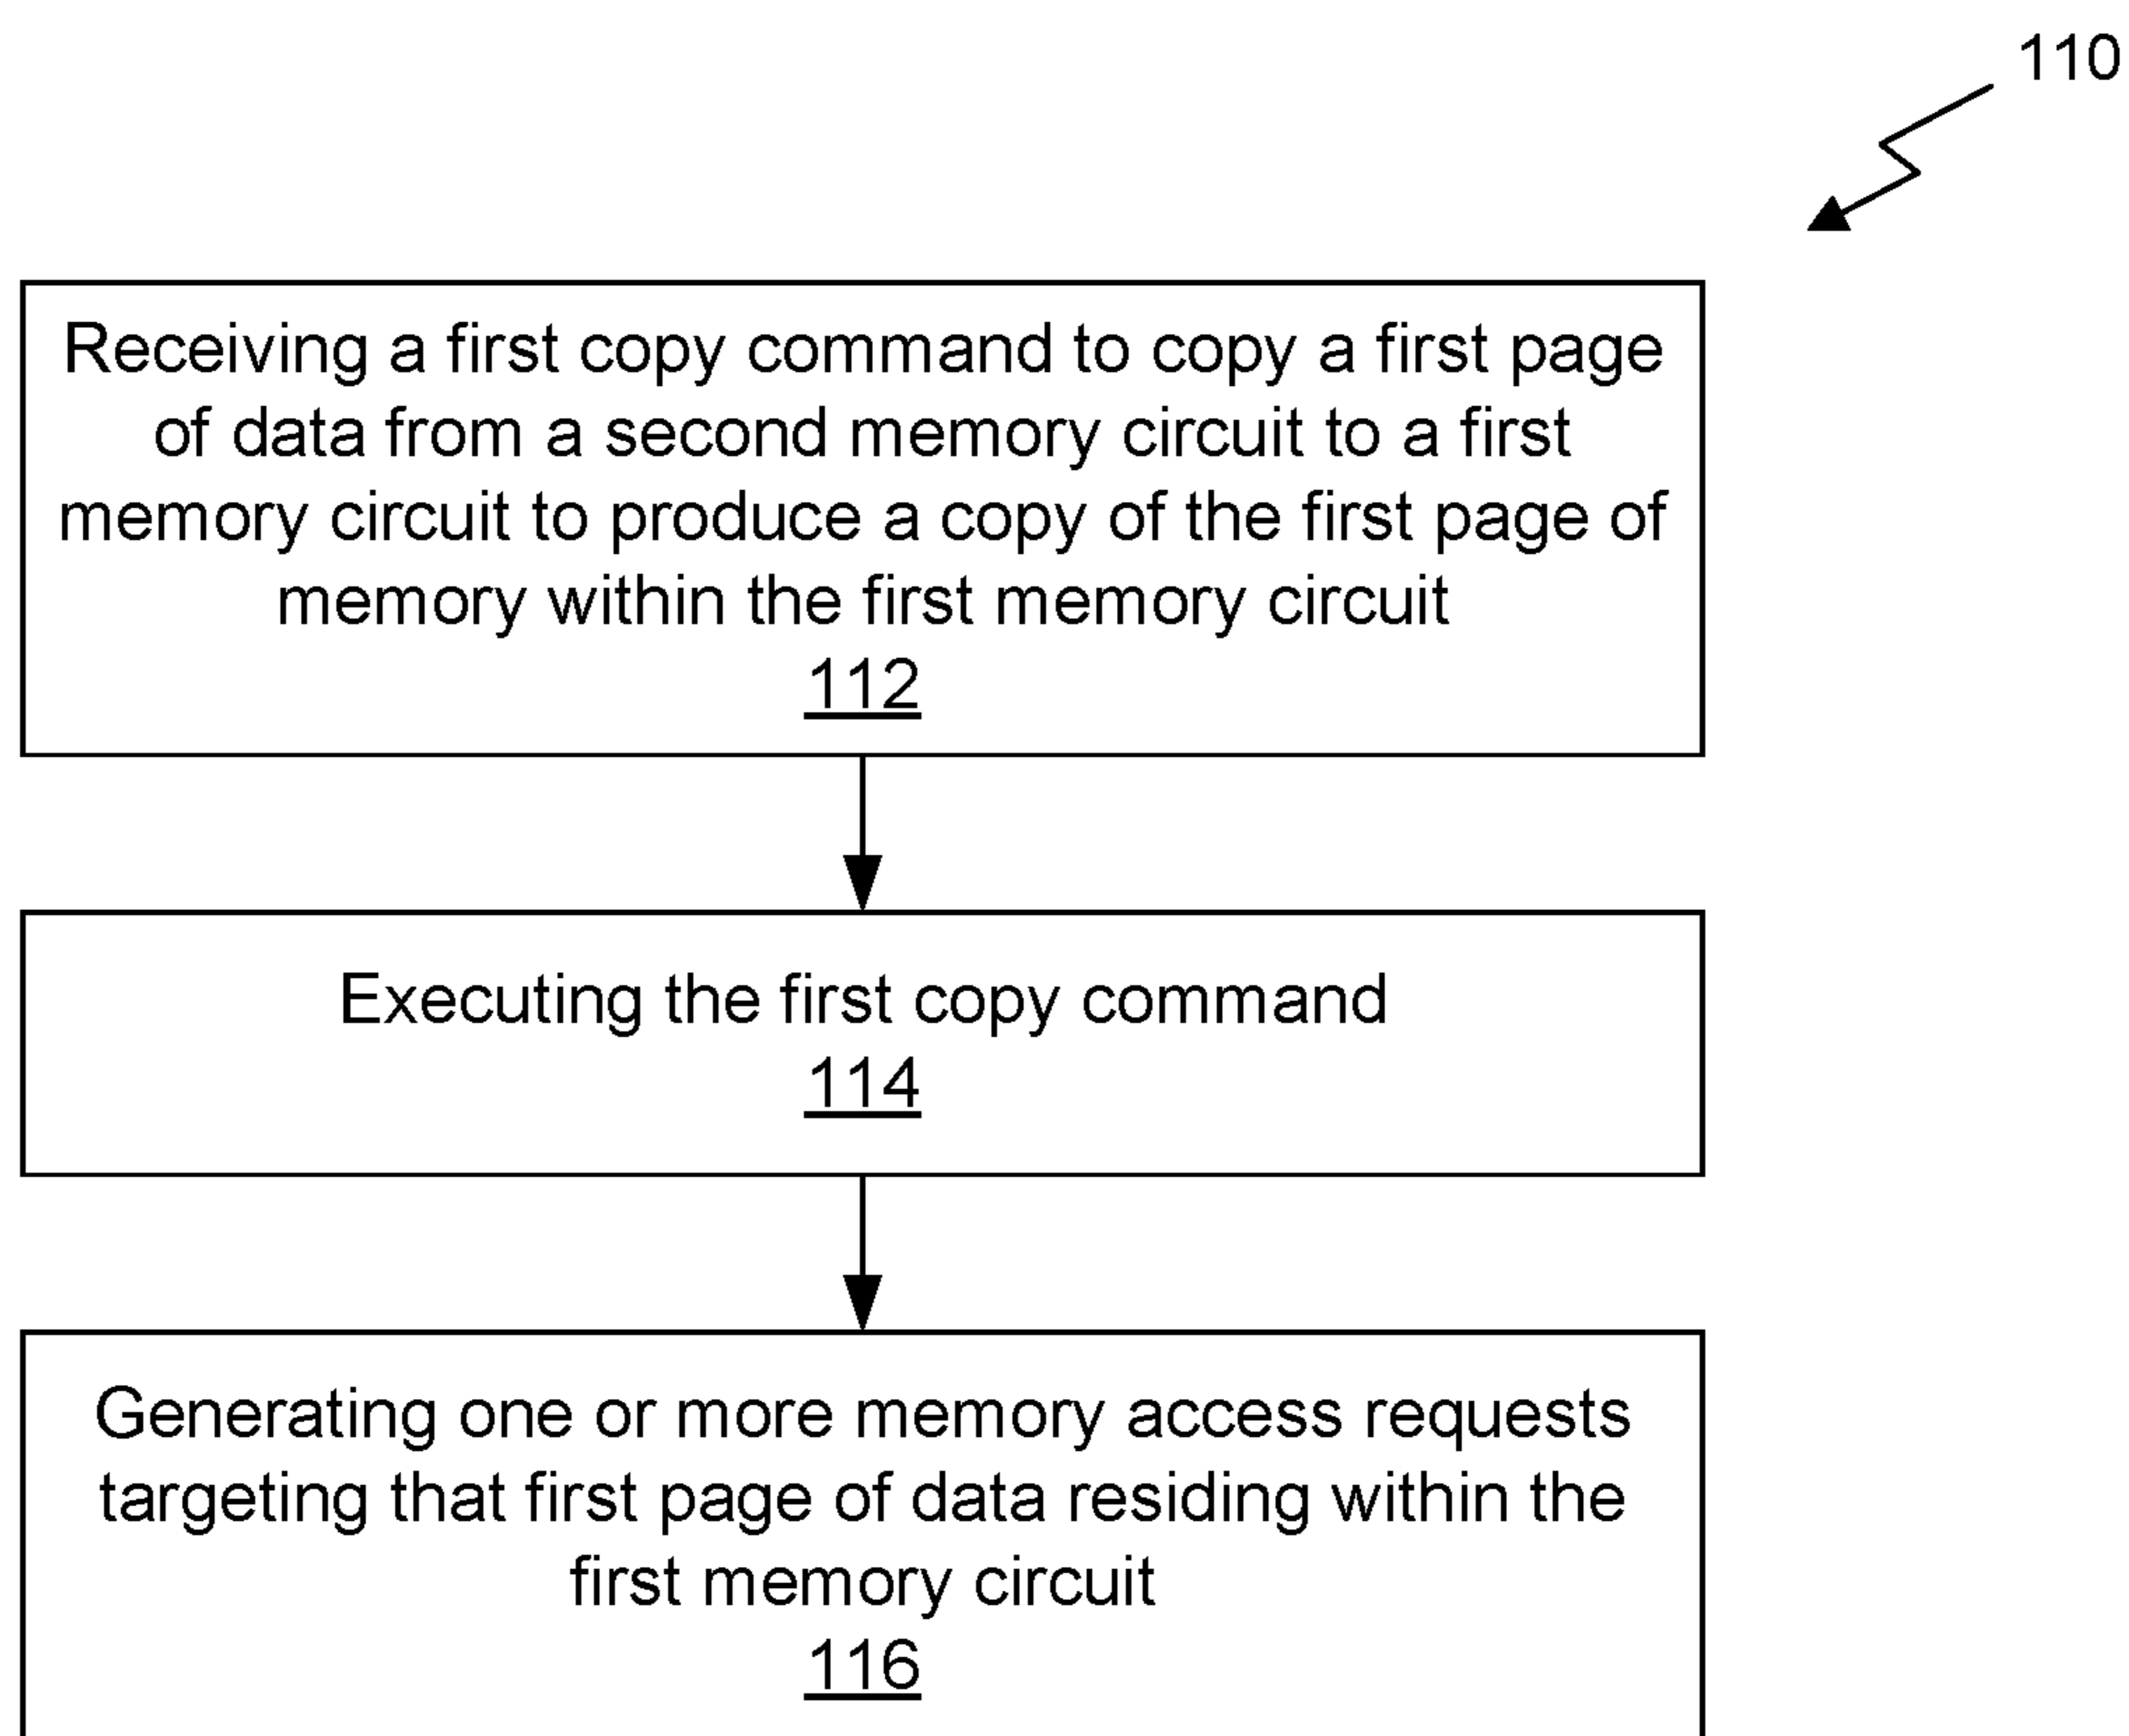 110
Receiving a first copy command to copy a first page
of data from a second memory circuit to a first
memory circuit to produce a copy of the first page of
memory within the first memory circuit
112
Executing the first copy command
114
Generating one or more memory access requests
targeting that first page of data residing within the
first memory circuit
116